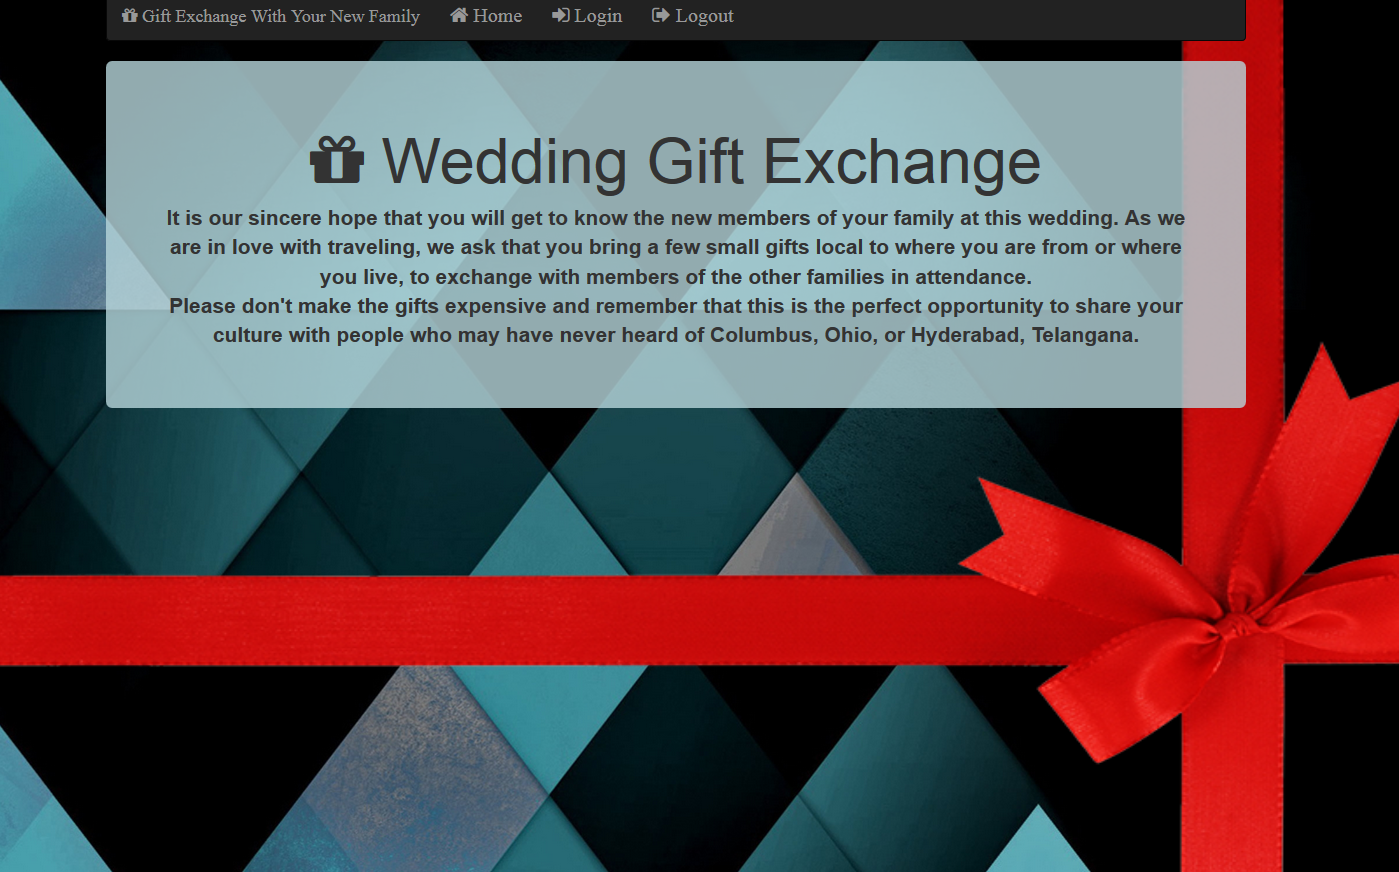 Gift Exchange With Your New Family Home Login Logout
Wedding Gift Exchange
It is our sincere hope that you will get to know the new members of your family at this wedding. As we
are in love with traveling, we ask that you bring a few small gifts local to where you are from or where
you live, to exchange with members of the other families in attendance.
Please don't make the gifts expensive and remember that this is the perfect opportunity to share your
culture with people who may have never heard of Columbus, Ohio, or Hyderabad, Telangana.